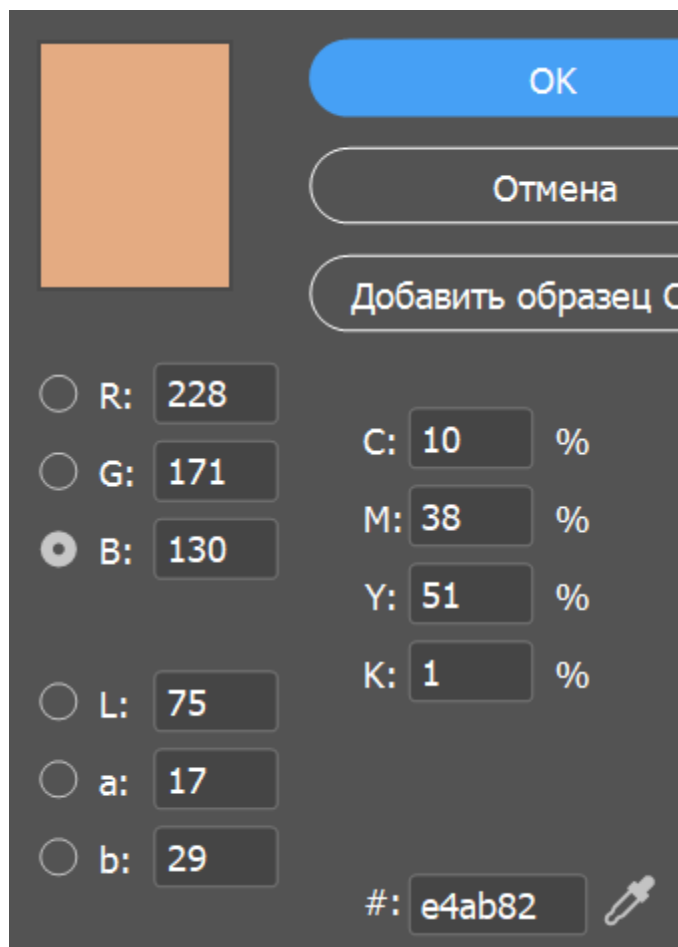 OK
Отмена
Добавить образец
R: 228
G: 171
B: 130
L: 75
a: 17
b: 29
C: 10 %
M: 38 %
Y: 51 %
K: 1 %
#: e4ab82